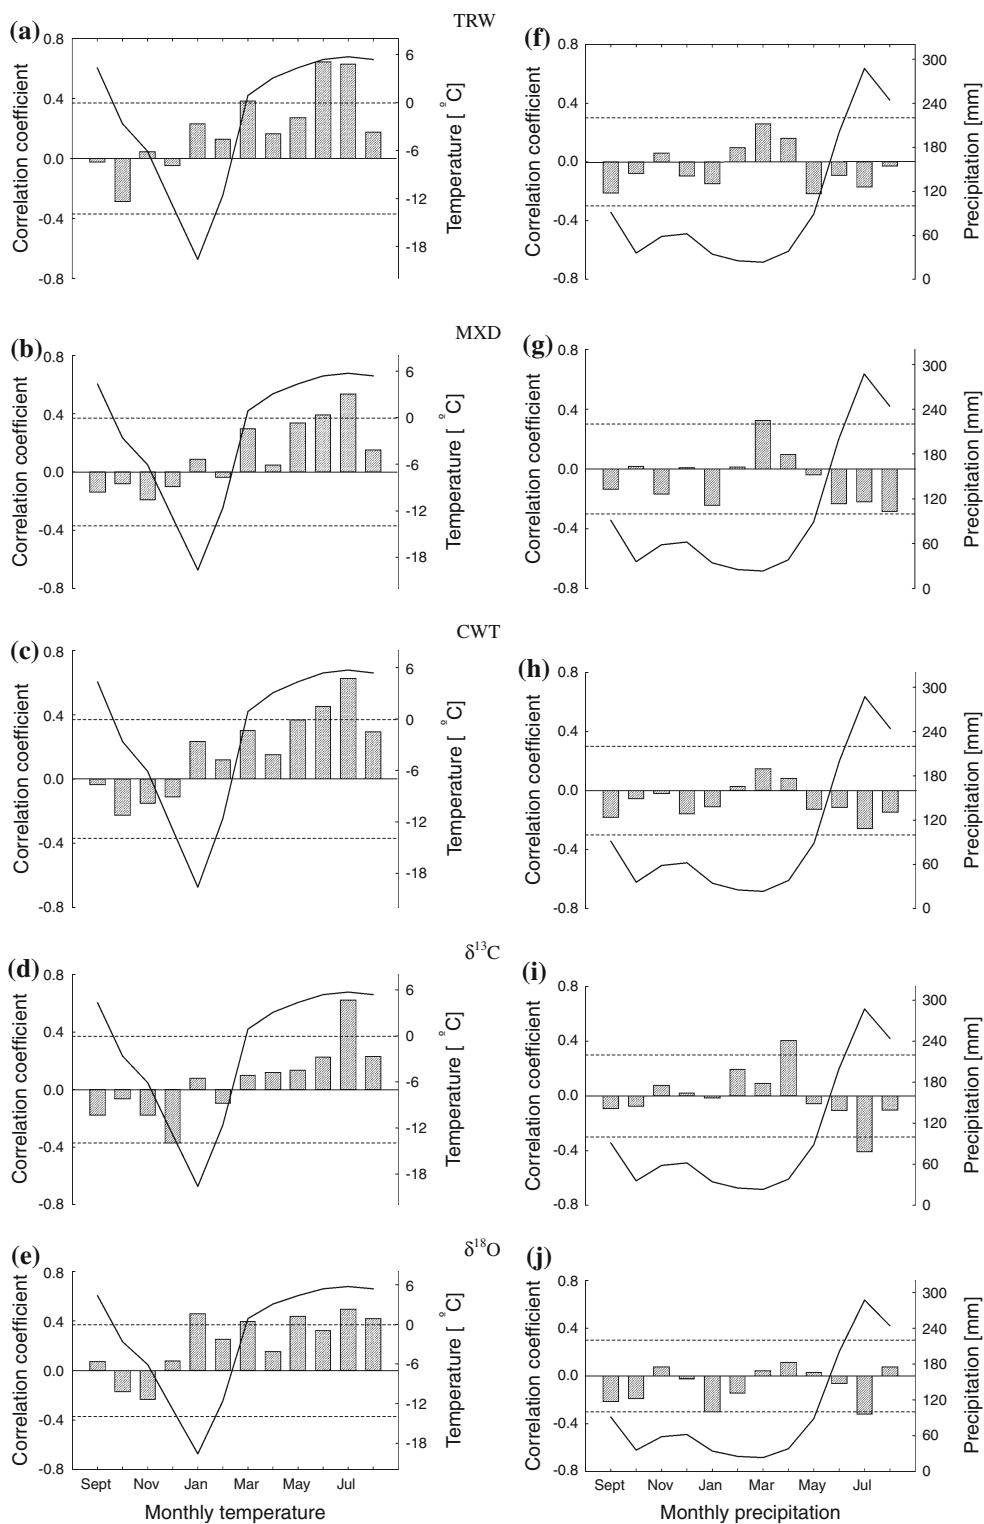 TRW
(a)
0.8
0.4
0.0
-0.4
-0.8
Correlation coefficient
6
0
-6
-12
-18
Temperature [ °C]
(f)
0.8
0.4
0.0
-0.4
-0.8
Correlation coefficient
300
240
180
120
60
0
Precipitation [mm]
MXD
(b)
0.8
0.4
0.0
-0.4
-0.8
Correlation coefficient
6
0
-6
-12
-18
Temperature [ °C]
(g)
0.8
0.4
0.0
-0.4
-0.8
Correlation coefficient
300
240
180
120
60
0
Precipitation [mm]
CWT
(c)
0.8
0.4
0.0
-0.4
-0.8
Correlation coefficient
6
0
-6
-12
-18
Temperature [ °C]
(h)
0.8
0.4
0.0
-0.4
-0.8
Correlation coefficient
300
240
180
120
60
0
Precipitation [mm]
δ¹³C
(d)
0.8
0.4
0.0
-0.4
-0.8
Correlation coefficient
6
0
-6
-12
-18
Temperature [ °C]
(i)
0.8
0.4
0.0
-0.4
-0.8
Correlation coefficient
300
240
180
120
60
0
Precipitation [mm]
δ¹⁸O
(e)
0.8
0.4
0.0
-0.4
-0.8
Correlation coefficient
6
0
-6
-12
-18
Temperature [ °C]
Sept Nov Jan Mar May Jul
Monthly temperature
(j)
0.8
0.4
0.0
-0.4
-0.8
Correlation coefficient
300
240
180
120
60
0
Precipitation [mm]
Sept Nov Jan Mar May Jul
Monthly precipitation